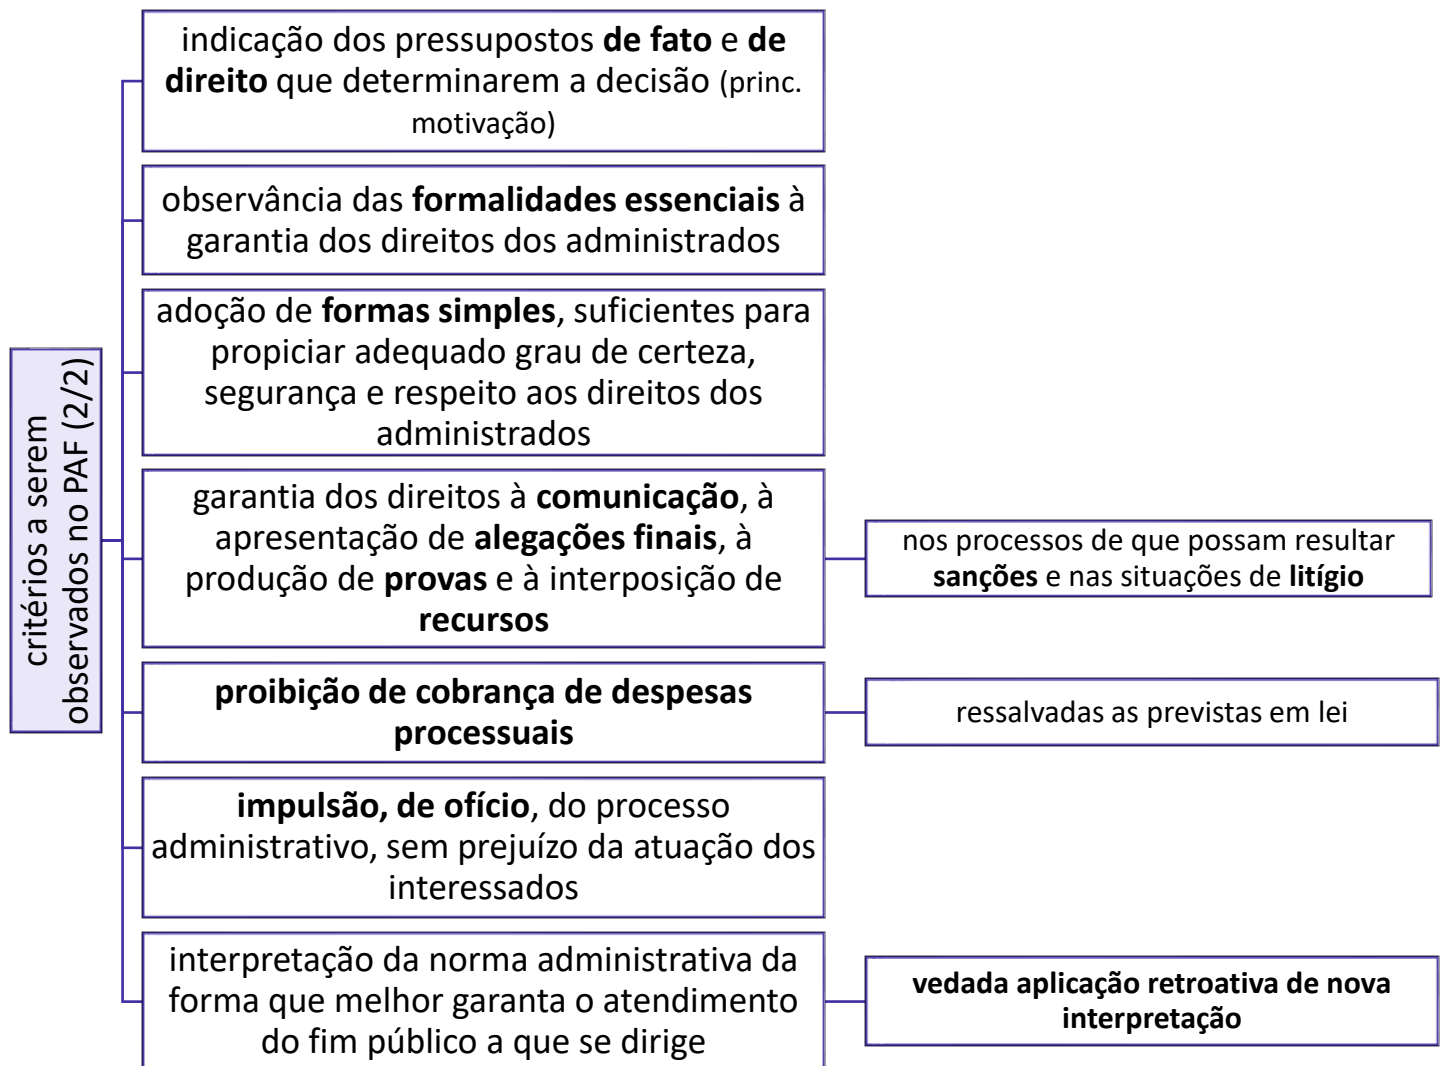 indicação dos pressupostos de fato e de
direito que determinarem a decisão (princ.
motivação)
observância das formalidades essenciais à
garantia dos direitos dos administrados
adoção de formas simples, suficientes para
propiciar adequado grau de certeza,
segurança e respeito aos direitos dos
administrados
critérios a serem
observados no PAF (2/2)
garantia dos direitos à comunicação, à
apresentação de alegações finais, à
produção de provas e à interposição de
recursos
nos processos de que possam resultar
sanções e nas situações de litígio
proibição de cobrança de despesas
processuais
ressalvadas as previstas em lei
impulsão, de ofício, do processo
administrativo, sem prejuízo da atuação dos
interessados
interpretação da norma administrativa da
forma que melhor garanta o atendimento
do fim público a que se dirige
vedada aplicação retroativa de nova
interpretação